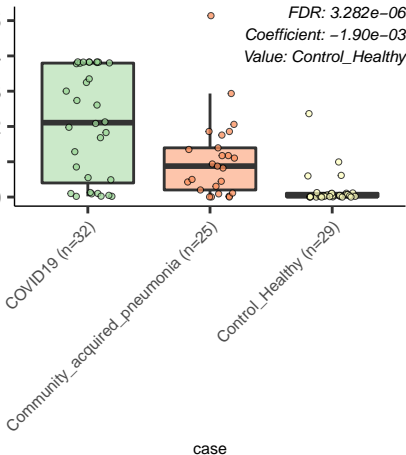 FDR: 3.282e−06
Coefficient: −1.90e−03
Value: Control_Healthy
COVID19 (n=32)
Community_acquired_pneumonia (n=25)
Control_Healthy (n=29)
case